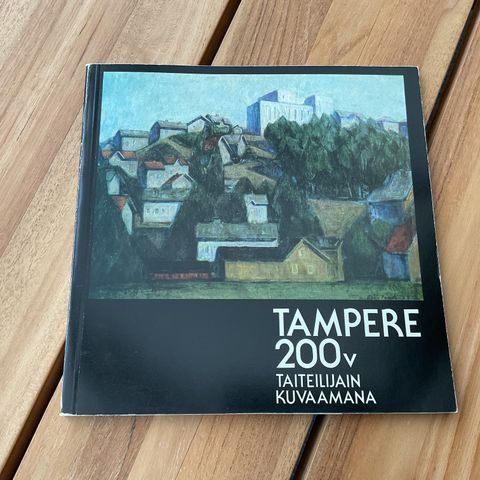 TAMPERE
200v
TAITEILIJAIN
KUVAAMANA